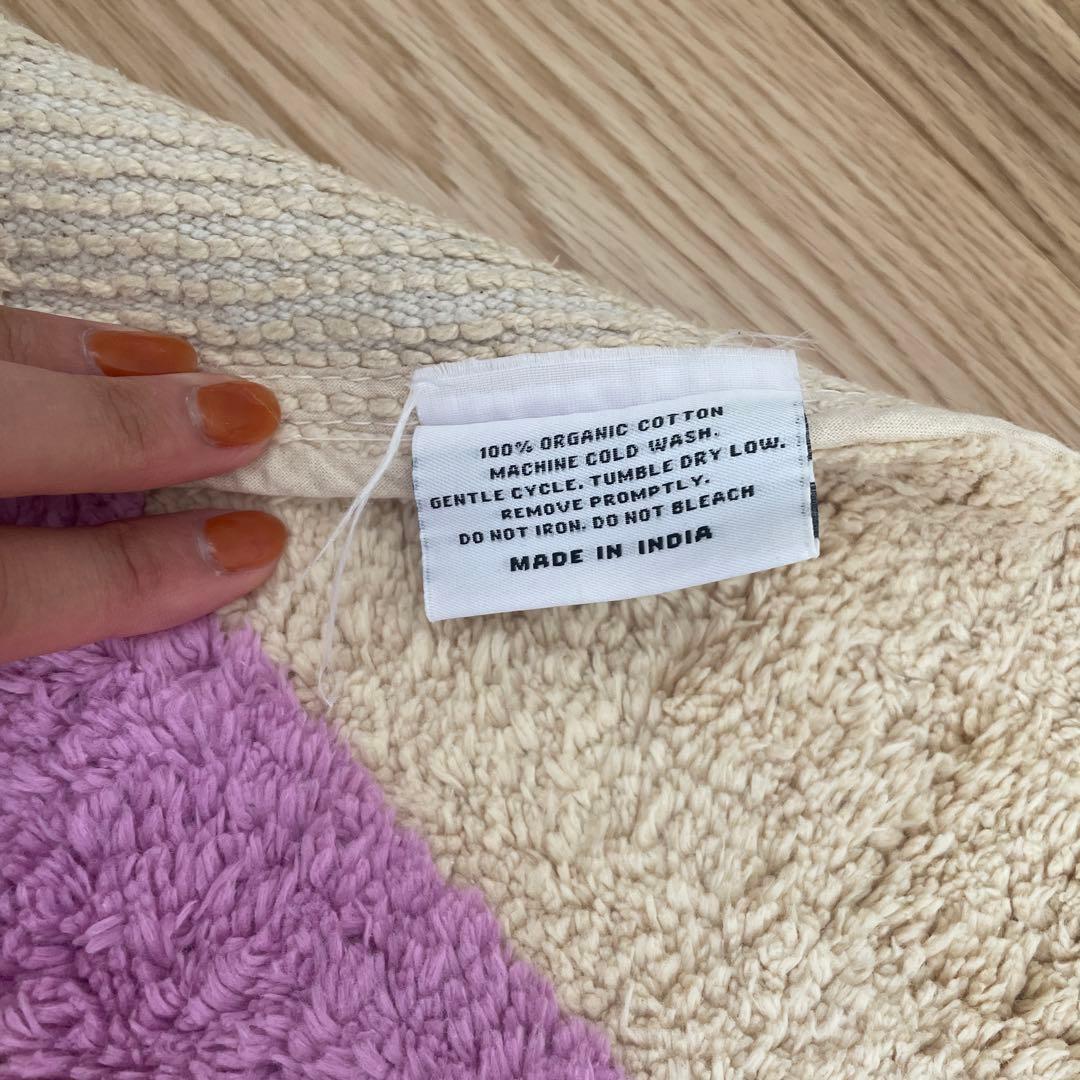 100% ORGANIC COTTON
MACHINE COLD WASH.
GENTLE CYCLE. TUMBLE DRY LOW.
REMOVE PROMPTLY.
DO NOT IRON. DO NOT BLEACH
MADE IN INDIA